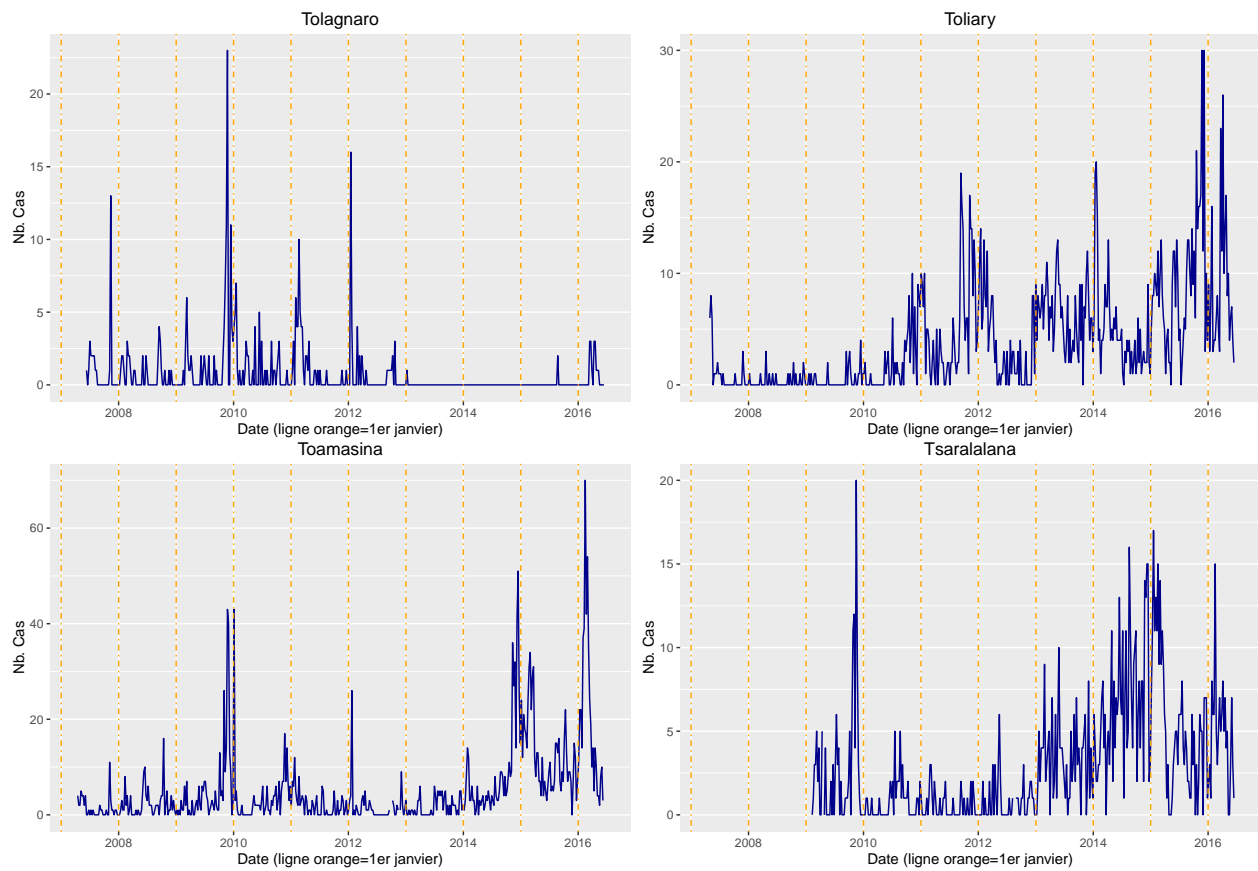 Tolagnaro
Nb. Cas
20
15
10
5
0
2008 2010 2012 2014 2016
Date (ligne orange=1er janvier)
Toliary
Nb. Cas
30
20
10
0
2008 2010 2012 2014 2016
Date (ligne orange=1er janvier)
Toamasina
Nb. Cas
60
40
20
0
2008 2010 2012 2014 2016
Date (ligne orange=1er janvier)
Tsaralalana
Nb. Cas
20
15
10
5
0
2008 2010 2012 2014 2016
Date (ligne orange=1er janvier)